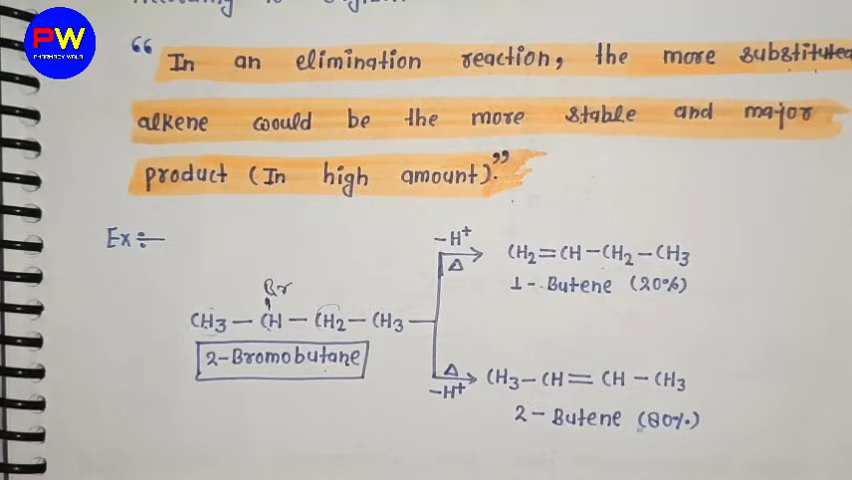 PW
PHARMACY WALA
"In an elimination reaction, the more substituted
alkene would be the more stable and major
product (In high amount)."
Ex÷
-H⁺
Δ
CH2=CH-CH2-CH3
1-Butene (20%)
Br
CH3-CH-CH2-CH3
2-Bromobutane
Δ
-H⁺
CH3-CH=CH-CH3
2-Butene (80%)